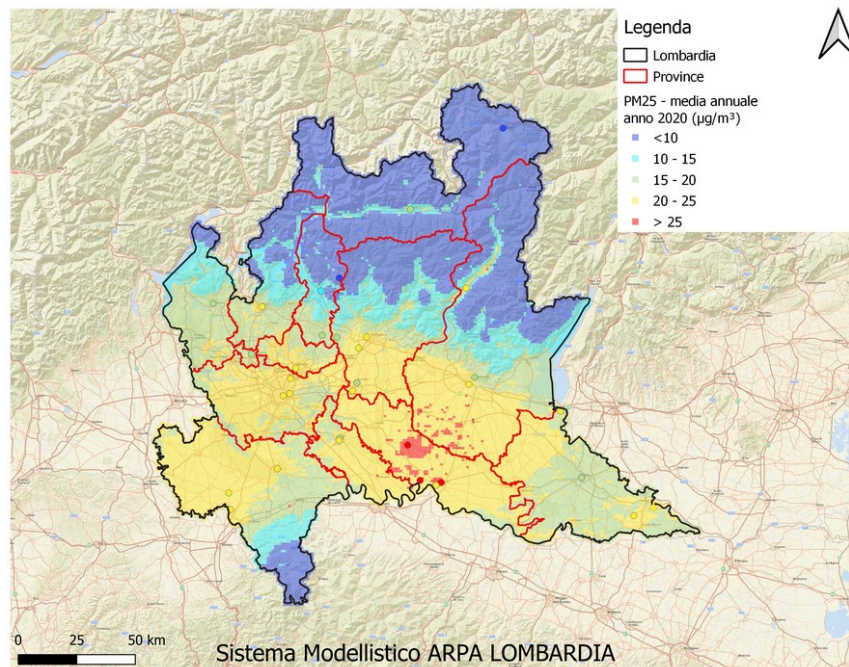 Legenda
Lombardia
Province
PM25 - media annuale
anno 2020 (µg/m³)
<10
10 - 15
15 - 20
20 - 25
> 25
0 25 50 km
Sistema Modellistico ARPA LOMBARDIA